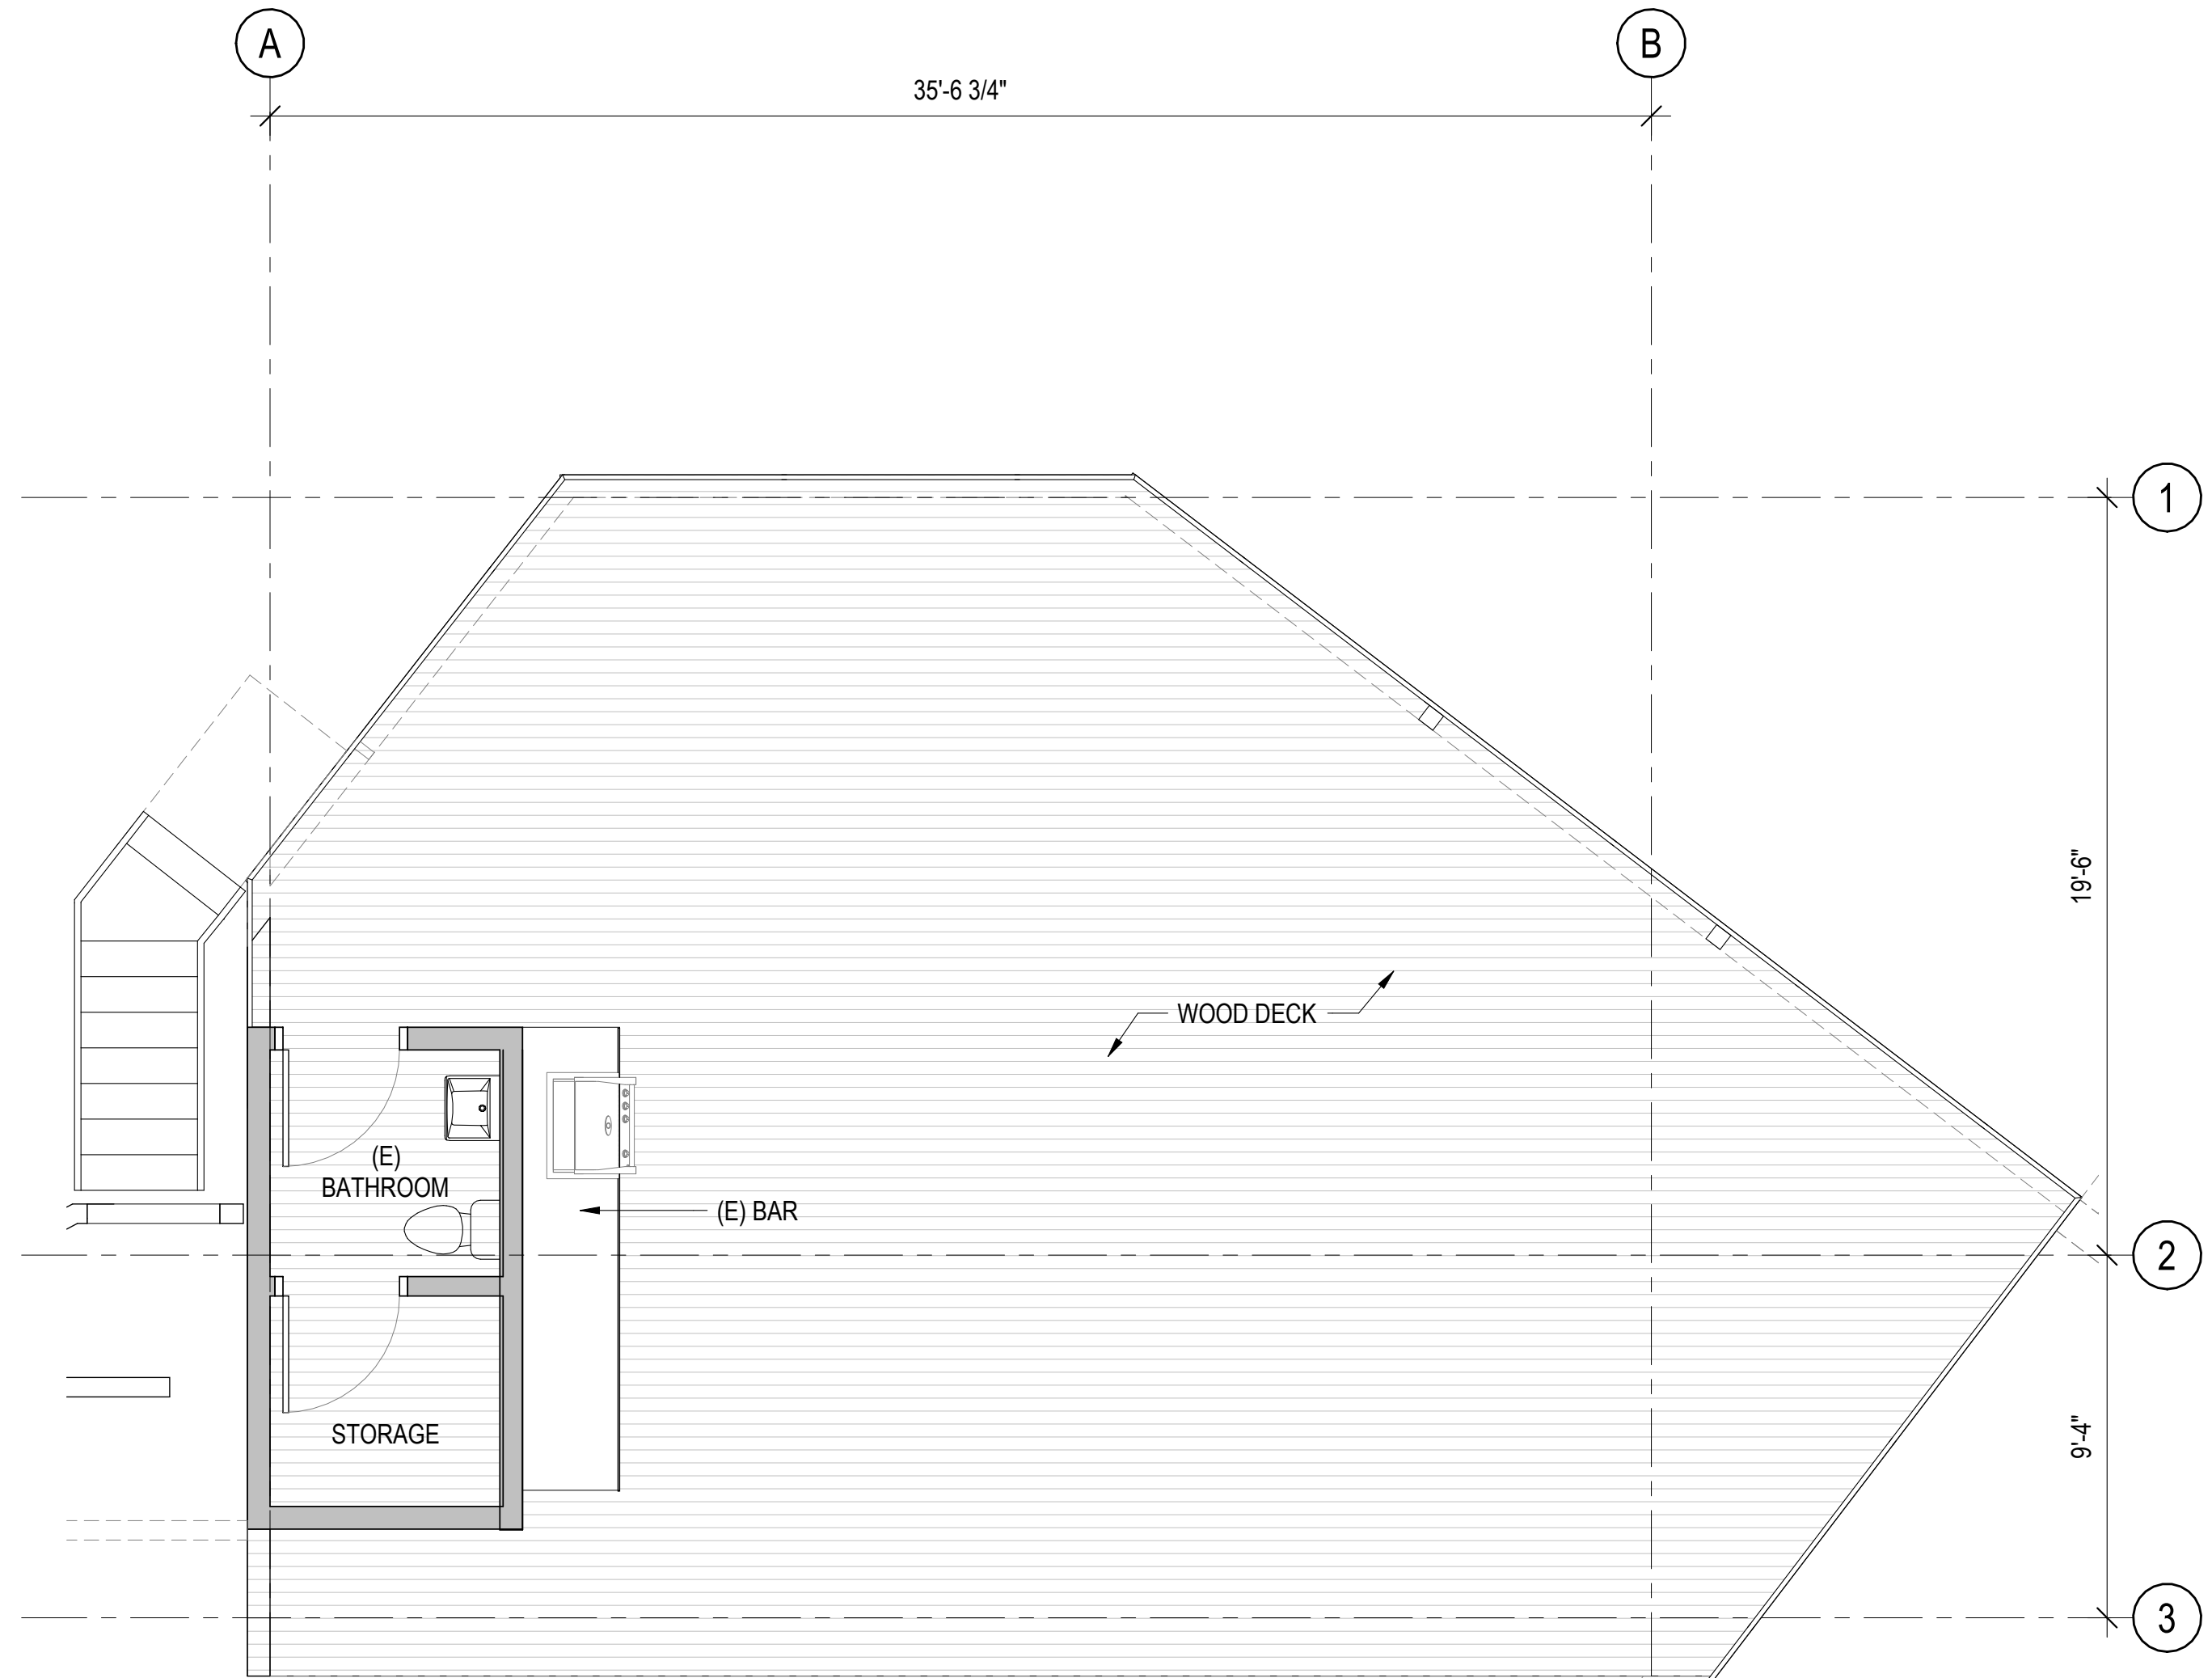 A
B
35'-6 3/4"
1
19'-6"
WOOD DECK
(E)
BATHROOM
(E) BAR
2
STORAGE
9'-4"
3